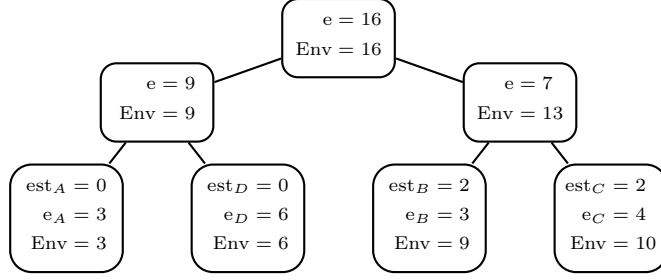 e = 16
Env = 16
e = 9
Env = 9
e = 7
Env = 13
est_A = 0
e_A = 3
Env = 3
est_D = 0
e_D = 6
Env = 6
est_B = 2
e_B = 3
Env = 9
est_C = 2
e_C = 4
Env = 10